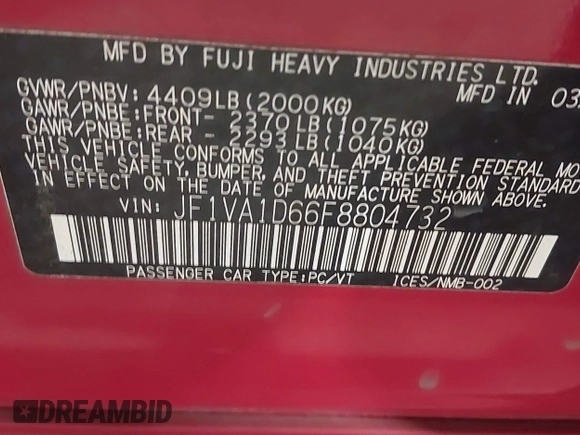 MFD BY FUJI HEAVY INDUSTRIES LTD.
GVWR/PNBV: 4409LB(2000KG) MFD IN 03
GAWR/PNBE:FRONT- 2370LB(1075KG)
GAWR/PNBE:REAR - 2293LB(1040KG)
THIS VEHICLE CONFORMS TO ALL APPLICABLE FEDERAL MO
VEHICLE SAFETY, BUMPER, AND THEFT PREVENTION STANDAR
IN EFFECT ON THE DATE OF MANUFACTURE SHOWN ABOVE.
VIN: JF1VA1D66F8804732
PASSENGER CAR TYPE:PC/VT ICES/NMB-002
DREAMBID